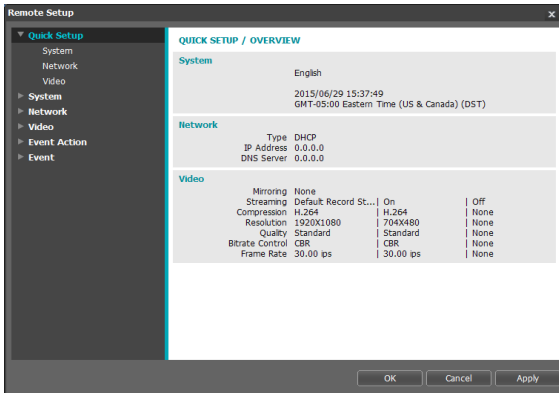 Remote Setup x
Quick Setup
System
Network
Video
System
Network
Video
Event Action
Event
QUICK SETUP / OVERVIEW
System
English
2015/06/29 15:37:49
GMT-05:00 Eastern Time (US & Canada) (DST)
Network
Type DHCP
IP Address 0.0.0.0
DNS Server 0.0.0.0
Video
Mirroring None
Streaming Default Record St...| On | Off
Compression H.264 | H.264 | None
Resolution 1920X1080 | 704X480 | None
Quality Standard | Standard | None
Bitrate Control CBR | CBR | None
Frame Rate 30.00 ips | 30.00 ips | None
OK Cancel Apply